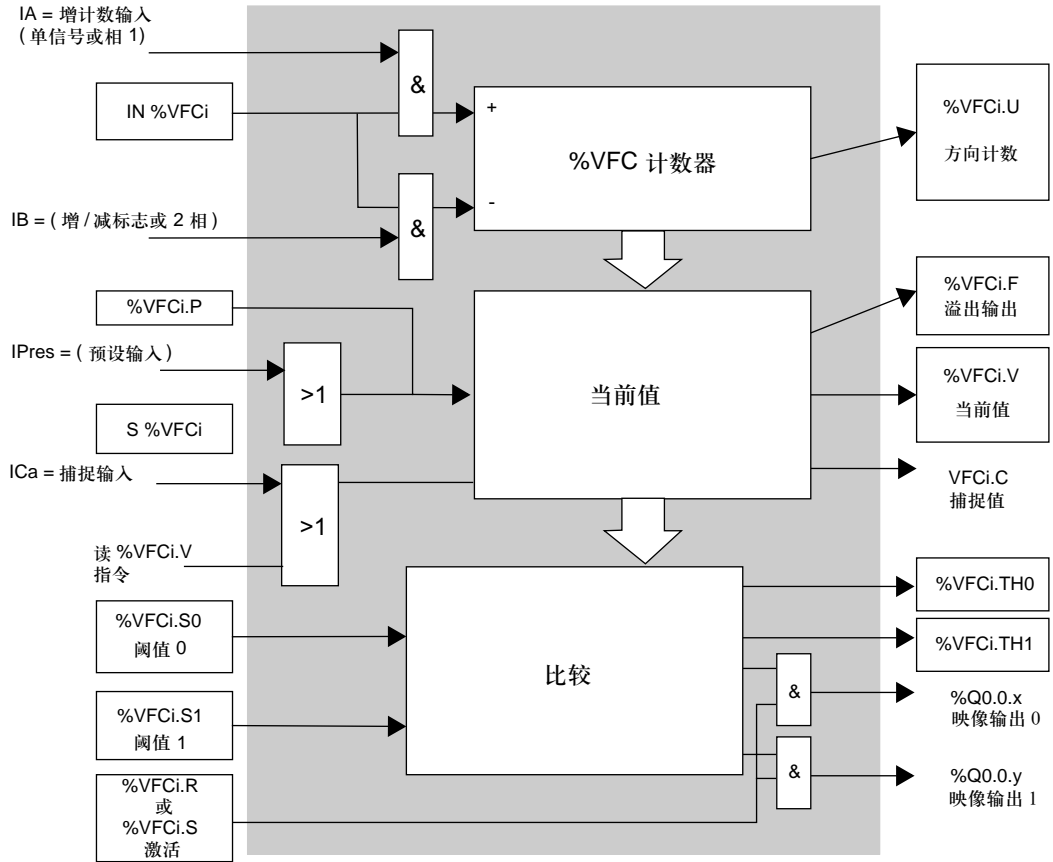 IA = 增计数输入
( 单信号或相 1)
&
IN %VFCi
+
%VFC 计数器
-
%VFCi.U
方向计数
IB = ( 增 / 减标志或 2 相 )
&
%VFCi.P
%VFCi.F
溢出输出
IPres = ( 预设输入 )
>1
当前值
%VFCi.V
当前值
S %VFCi
ICa = 捕捉输入
>1
VFCi.C
捕捉值
读 %VFCi.V
指令
%VFCi.TH0
%VFCi.S0
阈值 0
%VFCi.TH1
比较
&
%Q0.0.x
映像输出 0
%VFCi.S1
阈值 1
&
%Q0.0.y
映像输出 1
%VFCi.R
或
%VFCi.S
激活